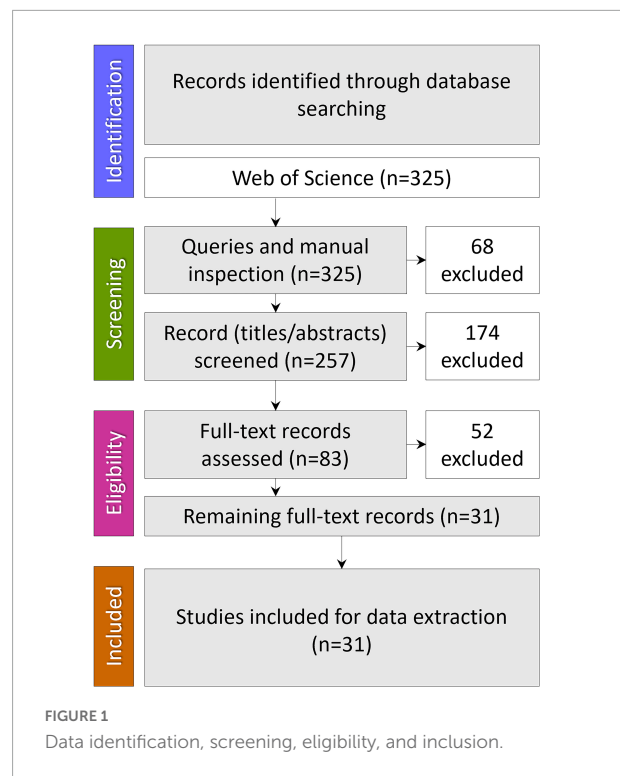 Identification
Records identified through database
searching
Web of Science (n=325)
Screening
Queries and manual
inspection (n=325)
68
excluded
Record (titles/abstracts)
screened (n=257)
174
excluded
Eligibility
Full-text records
assessed (n=83)
52
excluded
Remaining full-text records (n=31)
Included
Studies included for data extraction
(n=31)
FIGURE 1
Data identification, screening, eligibility, and inclusion.